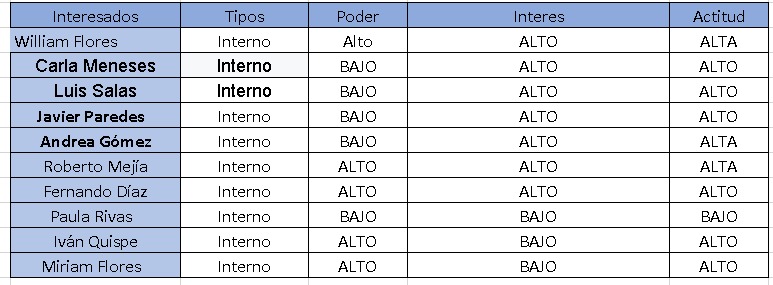 Interesados Tipos Poder Interes Actitud
William Flores Interno Alto ALTO ALTA
Carla Meneses Interno BAJO ALTO ALTO
Luis Salas Interno BAJO ALTO ALTO
Javier Paredes Interno BAJO ALTO ALTO
Andrea Gómez Interno BAJO ALTO ALTA
Roberto Mejía Interno ALTO ALTO ALTA
Fernando Díaz Interno ALTO ALTO ALTO
Paula Rivas Interno BAJO BAJO BAJO
Iván Quispe Interno ALTO BAJO ALTO
Miriam Flores Interno ALTO BAJO ALTO